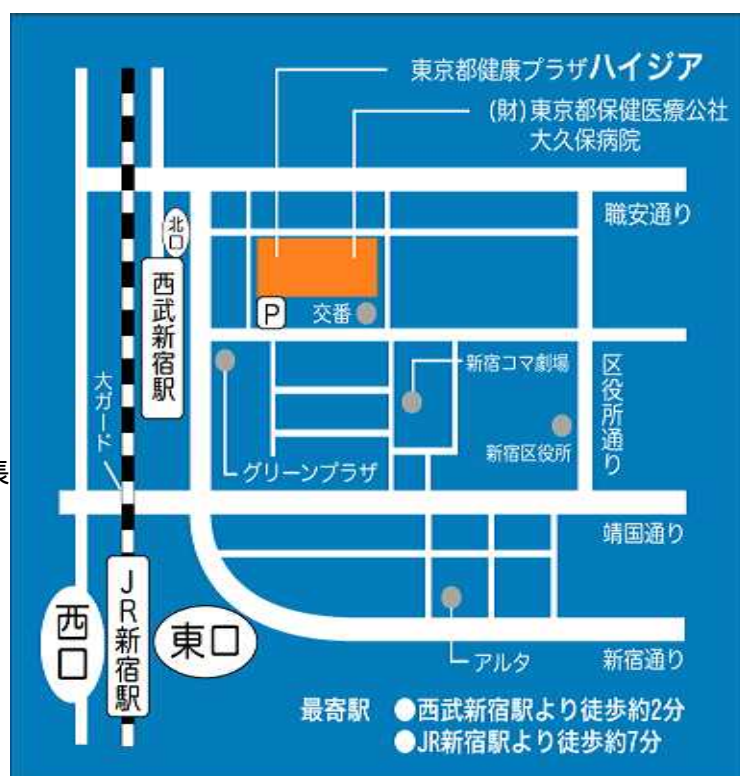 東京都健康プラザハイジア
(財)東京都保健医療公社
大久保病院
職安通り
北口
西武新宿駅
P
交番
大ガード
新宿コマ劇場
区役所通り
新宿区役所
グリーンプラザ
長
靖国通り
JR新宿駅
西口
東口
アルタ
新宿通り
最寄駅 ●西武新宿駅より徒歩約2分
●JR新宿駅より徒歩約7分